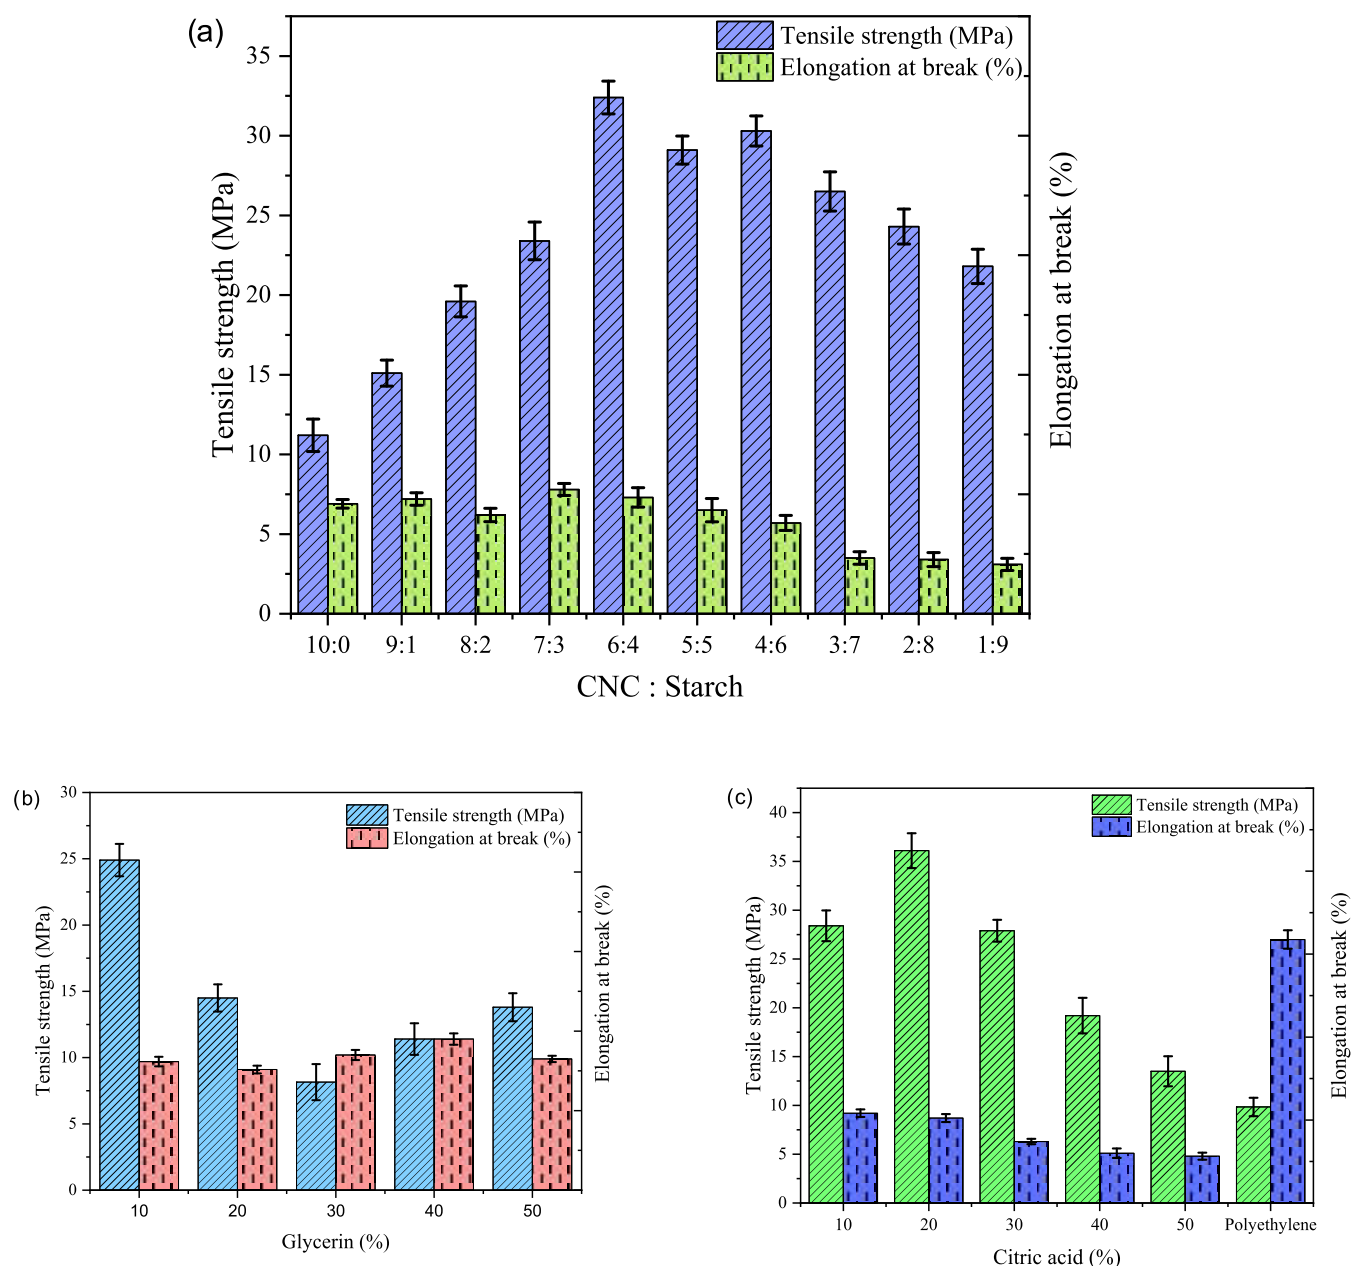 (a)
Tensile strength (MPa)
Elongation at break (%)
35
30
25
20
15
10
5
0
Tensile strength (MPa)
Elongation at break (%)
10:0 9:1 8:2 7:3 6:4 5:5 4:6 3:7 2:8 1:9
CNC : Starch
(b)
Tensile strength (MPa)
Elongation at break (%)
30
25
20
15
10
5
0
Tensile strength (MPa)
Elongation at break (%)
10 20 30 40 50
Glycerin (%)
(c)
Tensile strength (MPa)
Elongation at break (%)
40
35
30
25
20
15
10
5
0
Tensile strength (MPa)
Elongation at break (%)
10 20 30 40 50 Polyethylene
Citric acid (%)